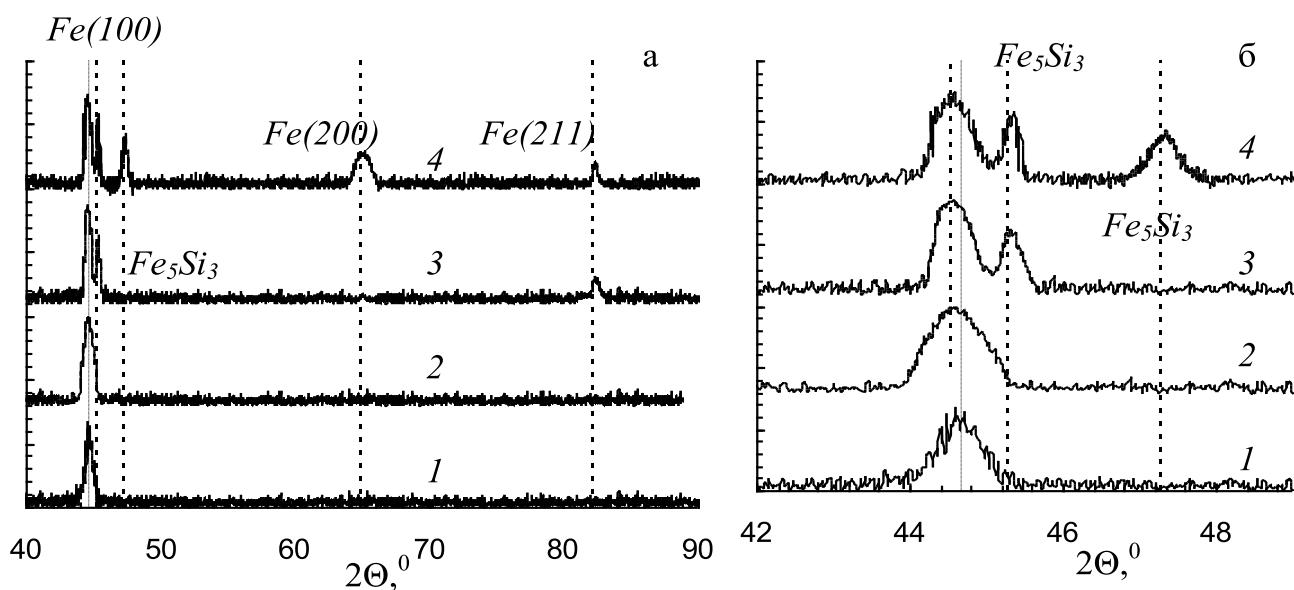 Fe(100)
а
Fe(200)
Fe(211)
4
Fe₅Si₃
3
2
1
40 50 60 70 80 90
2Θ,⁰
Fe₅Si₃
б
4
Fe₅Si₃
3
2
1
42 44 46 48
2Θ,⁰